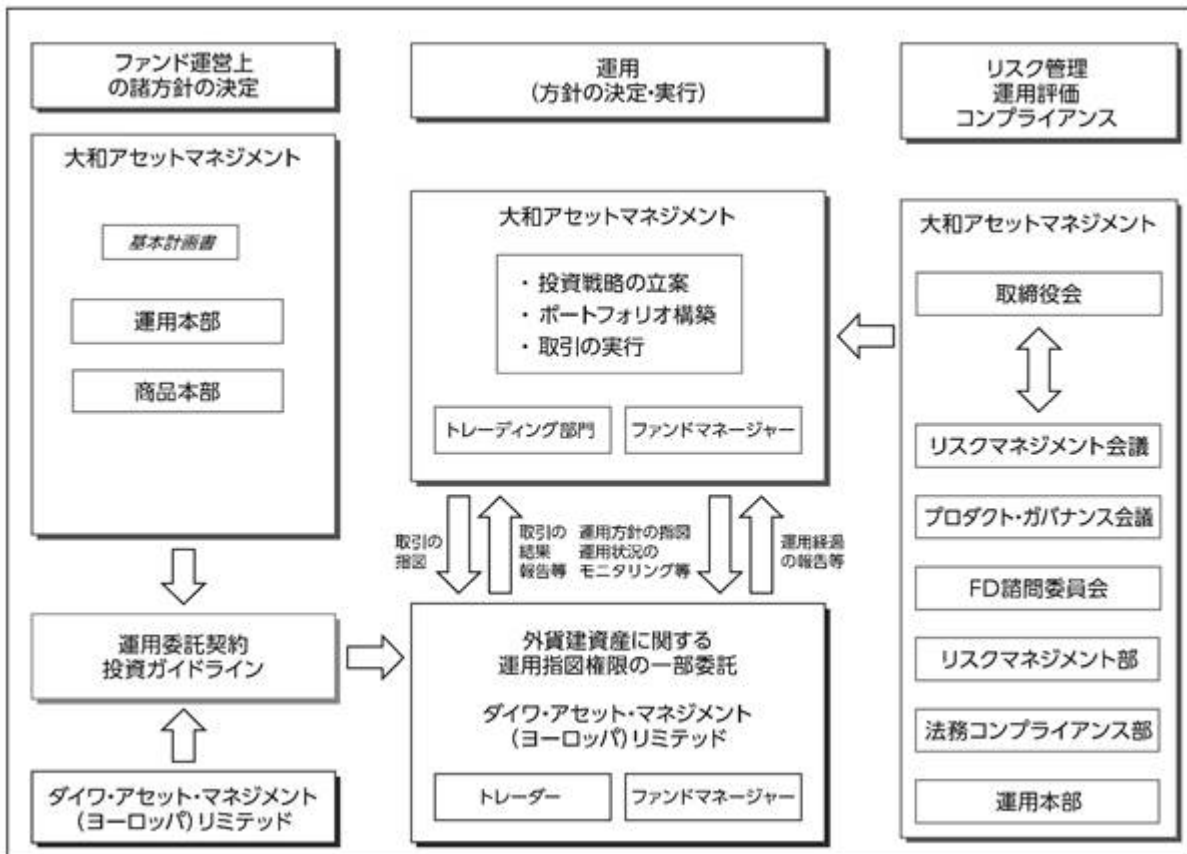 ファンド運営上
の諸方針の決定
大和アセットマネジメント
基本計画書
運用本部
商品本部
運用委託契約
投資ガイドライン
ダイワ・アセット・マネジメント
(ヨーロッパ)リミテッド
運用
(方針の決定・実行)
大和アセットマネジメント
・ 投資戦略の立案
・ ポートフォリオ構築
・ 取引の実行
トレーディング部門
ファンドマネージャー
取引の
指図
取引の
結果
報告等
運用方針の指図
運用状況の
モニタリング等
運用経過
の報告等
外貨建資産に関する
運用指図権限の一部委託
ダイワ・アセット・マネジメント
(ヨーロッパ)リミテッド
トレーダー
ファンドマネージャー
リスク管理
運用評価
コンプライアンス
大和アセットマネジメント
取締役会
リスクマネジメント会議
プロダクト・ガバナンス会議
FD諮問委員会
リスクマネジメント部
法務コンプライアンス部
運用本部